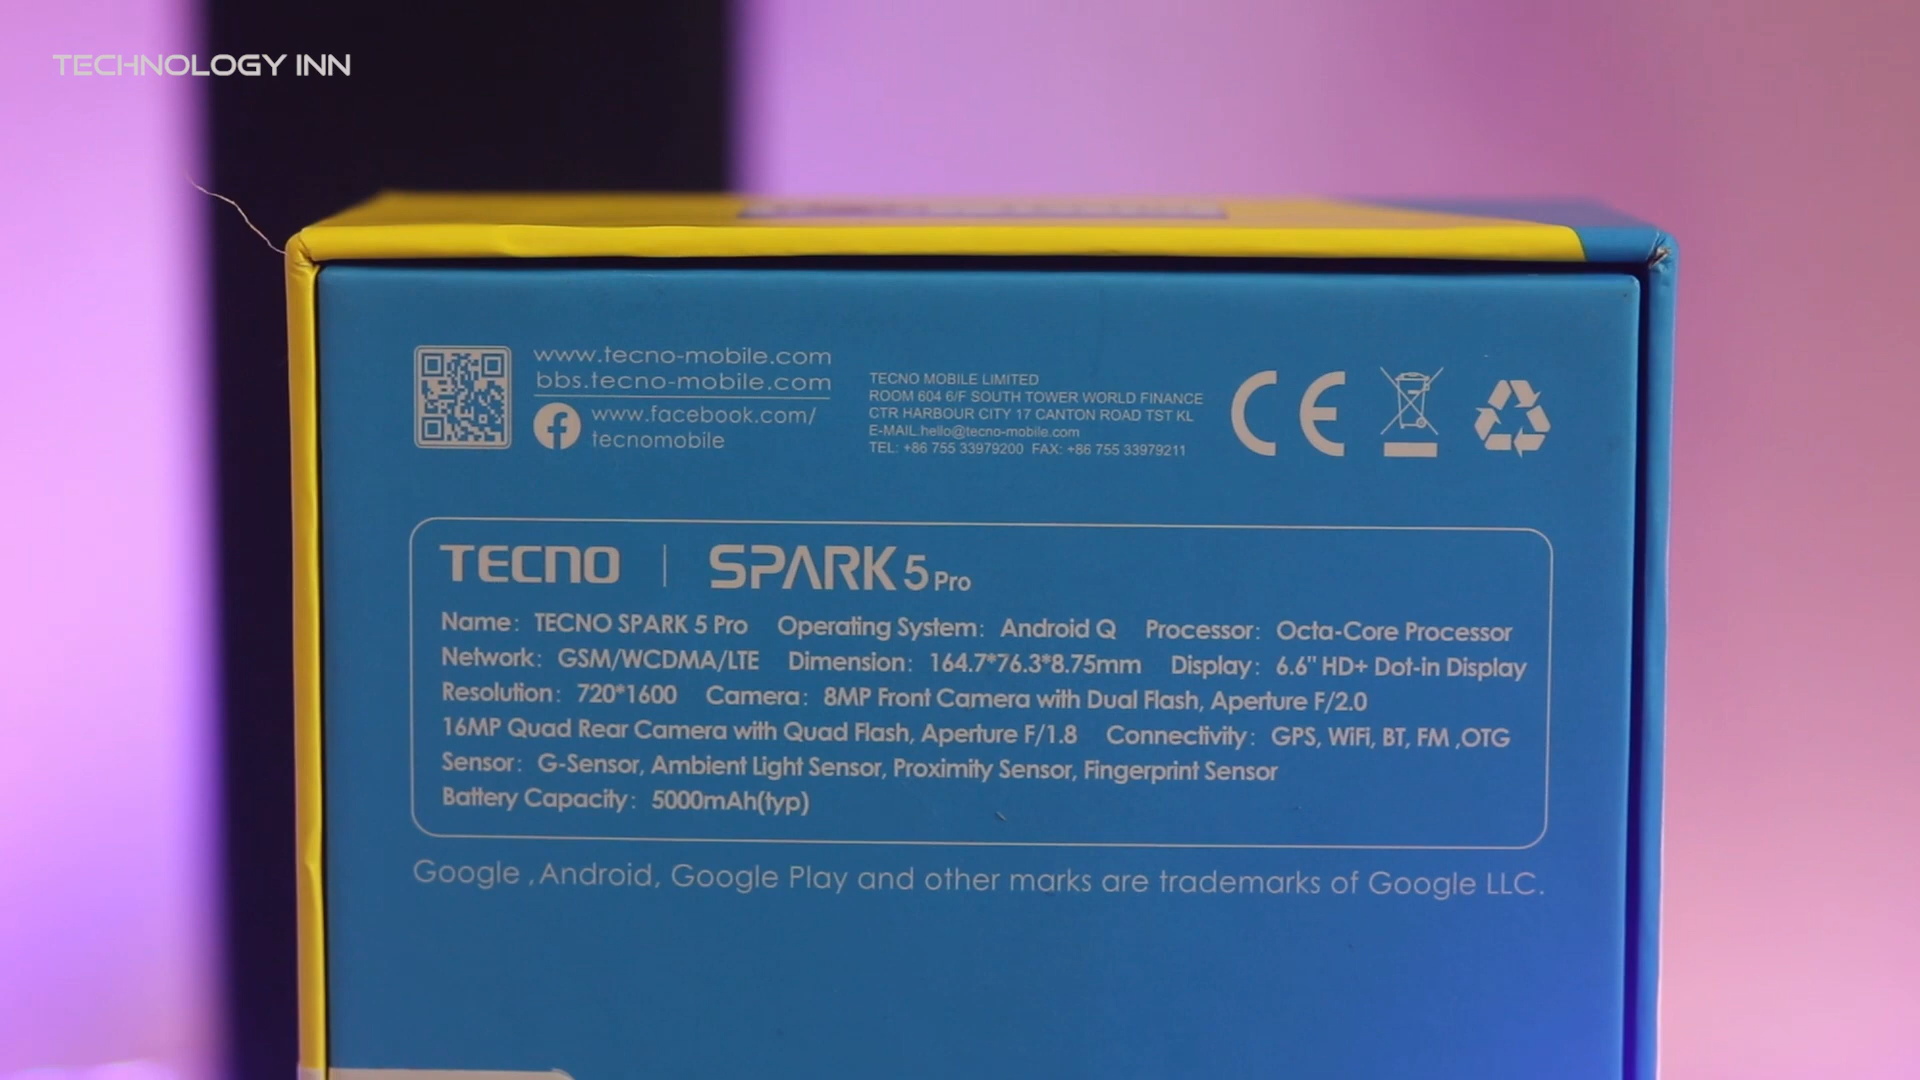 TECHNOLOGY INN
www.tecno-mobile.com
bbs.tecno-mobile.com
www.facebook.com/
tecnomobile
TECNO MOBILE LIMITED
ROOM 604 6/F SOUTH TOWER WORLD FINANCE
CTR HARBOUR CITY 17 CANTON ROAD TST KL
E-MAIL:hello@tecno-mobile.com
TEL: +86 755 33979200 FAX: +86 755 33979211
CE
TECNO | SPARK 5 Pro
Name: TECNO SPARK 5 Pro Operating System: Android Q Processor: Octa-Core Processor
Network: GSM/WCDMA/LTE Dimension: 164.7*76.3*8.75mm Display: 6.6" HD+ Dot-in Display
Resolution: 720*1600 Camera: 8MP Front Camera with Dual Flash, Aperture F/2.0
16MP Quad Rear Camera with Quad Flash, Aperture F/1.8 Connectivity: GPS, WiFi, BT, FM ,OTG
Sensor: G-Sensor, Ambient Light Sensor, Proximity Sensor, Fingerprint Sensor
Battery Capacity: 5000mAh(typ)
Google ,Android, Google Play and other marks are trademarks of Google LLC.